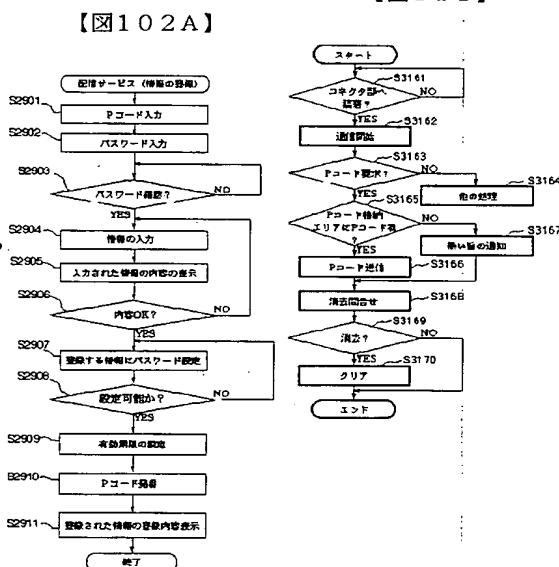 【図102A】
配信サービス（情報の登録）
S2901
Pコード入力
S2902
パスワード入力
S2903
パスワード確認？
NO
YES
S2904
情報の入力
S2905
入力された情報の内容の表示
S2906
内容OK？
NO
YES
S2907
登録する情報にパスワード設定
S2908
設定可能か？
NO
YES
S2909
有効期限の設定
S2910
Pコード発番
S2911
登録された情報の登録内容表示
終了
スタート
S3161
コネクタ部へ
装着？
NO
YES
S3162
通信開始
S3163
Pコード要求？
NO
YES
S3164
他の処理
S3165
Pコード格納
エリアにPコード有
？
NO
YES
S3167
無い旨の通知
Pコード送信
S3166
消去問合せ
S3168
S3169
消去？
NO
YES
S3170
クリア
エンド